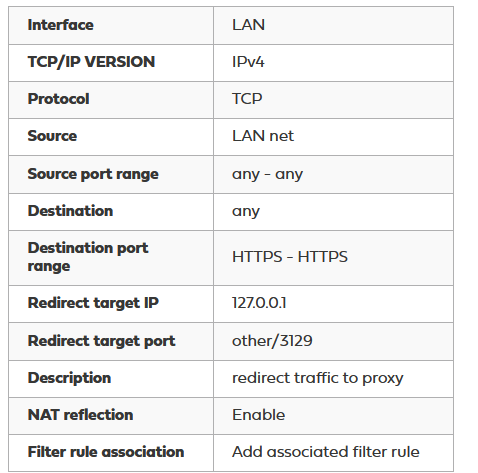 Interface LAN
TCP/IP VERSION IPv4
Protocol TCP
Source LAN net
Source port range any - any
Destination any
Destination port
range HTTPS - HTTPS
Redirect target IP 127.0.0.1
Redirect target port other/3129
Description redirect traffic to proxy
NAT reflection Enable
Filter rule association Add associated filter rule